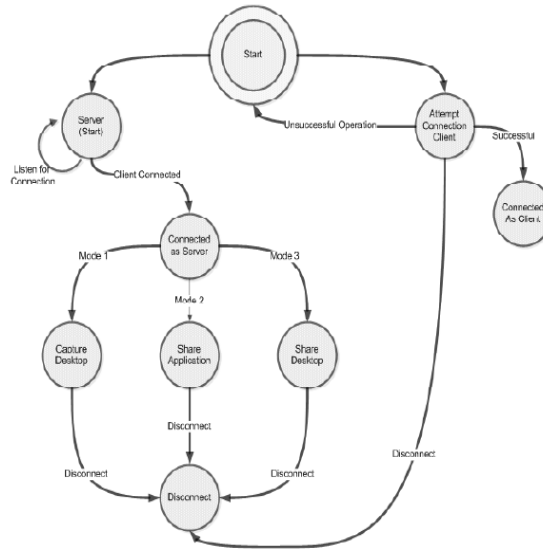 Start
Server
(Start)
Attempt
Connection
Client
Unsuccessful Operation
Successful
Listen for
Connection
Client Connected
Connected
As Client
Connected
as Server
Mode 1
Mode 3
Mode 2
Capture
Desktop
Share
Application
Share
Desktop
Disconnect
Disconnect
Disconnect
Disconnect
Disconnect